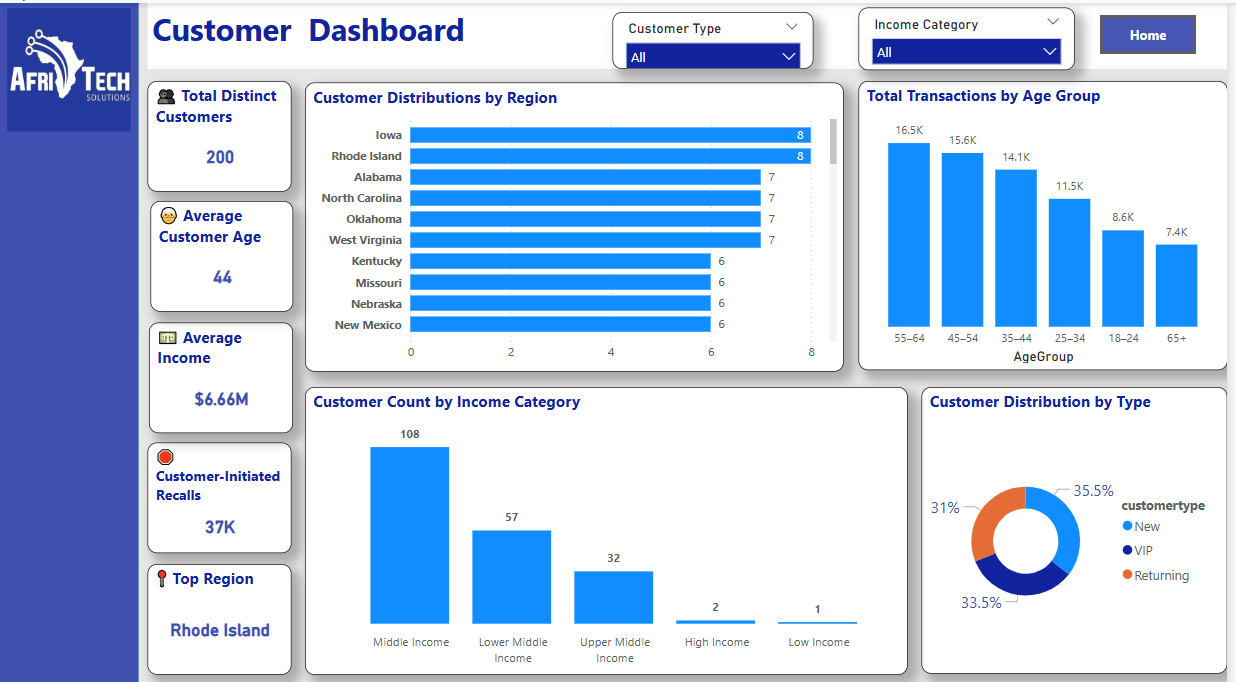 AFRI TECH
SOLUTIONS
Customer Dashboard
Customer Type
All
Income Category
All
Home
Total Distinct
Customers
200
Average
Customer Age
44
Average
Income
$6.66M
Customer-Initiated
Recalls
37K
Top Region
Rhode Island
Customer Distributions by Region
Iowa 8
Rhode Island 8
Alabama 7
North Carolina 7
Oklahoma 7
West Virginia 7
Kentucky 6
Missouri 6
Nebraska 6
New Mexico 6
0 2 4 6 8
Total Transactions by Age Group
16.5K
15.6K
14.1K
11.5K
8.6K
7.4K
55–64 45–54 35–44 25–34 18–24 65+
AgeGroup
Customer Count by Income Category
108
57
32
2
1
Middle Income
Lower Middle
Income
Upper Middle
Income
High Income
Low Income
Customer Distribution by Type
35.5%
31%
33.5%
customertype
New
VIP
Returning